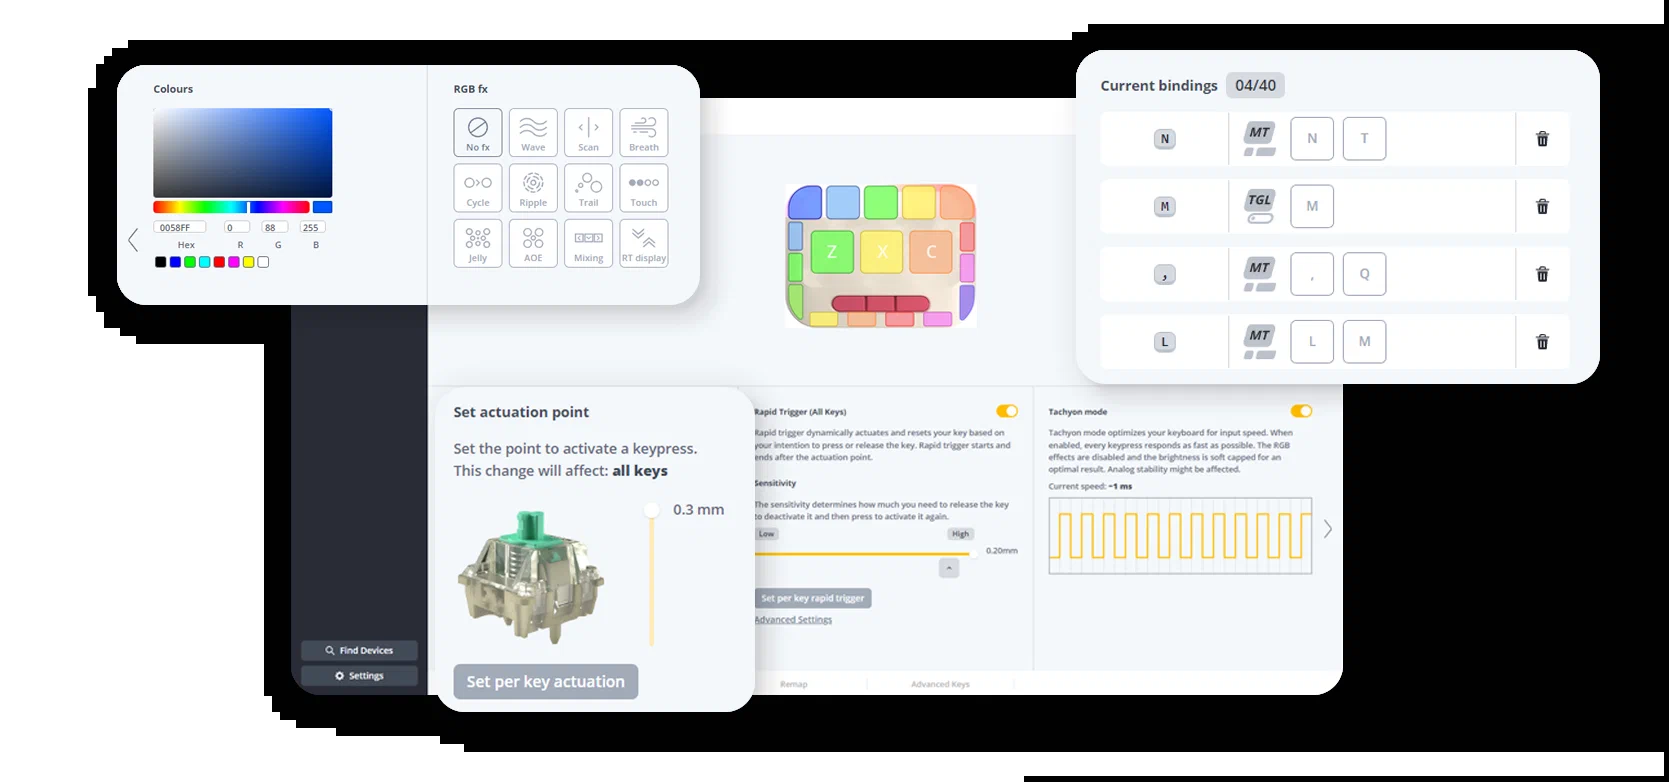 Colours
0058FF
0
88
255
Hex
R
G
B
RGB fx
No fx
Wave
Scan
Breath
Cycle
Ripple
Trail
Touch
Jelly
AOE
Mixing
RT display
Z
X
C
Current bindings 04/40
N MT N T
M TGL M
, MT , Q
L MT L M
Set actuation point
Set the point to activate a keypress.
This change will affect: all keys
0.3 mm
Set per key actuation
Rapid Trigger (All Keys)
Rapid trigger dynamically actuates and resets your key based on
your intention to press or release the key. Rapid trigger starts and
ends after the actuation point.
Sensitivity
The sensitivity determines how much you need to release the key
to deactivate it and then press to activate it again.
Low
High
0.20mm
Set per key rapid trigger
Advanced Settings
Tachyon mode
Tachyon mode optimizes your keyboard for input speed. When
enabled, every keypress responds as fast as possible. The RGB
effects are disabled and the brightness is soft capped for an
optimal result. Analog stability might be affected.
Current speed: ~1 ms
Find Devices
Settings
Remap
Advanced Keys